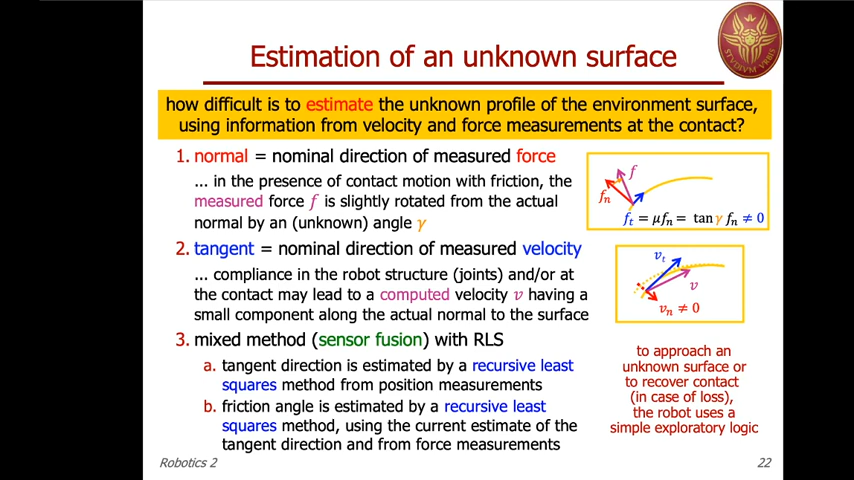 Estimation of an unknown surface
STVDIVM VRBIS
how difficult is to estimate the unknown profile of the environment surface,
using information from velocity and force measurements at the contact?
1. normal = nominal direction of measured force
... in the presence of contact motion with friction, the
measured force f is slightly rotated from the actual
normal by an (unknown) angle γ
f
fₙ
fₜ = μfₙ = tan γ fₙ ≠ 0
2. tangent = nominal direction of measured velocity
... compliance in the robot structure (joints) and/or at
the contact may lead to a computed velocity v having a
small component along the actual normal to the surface
vₜ
v
vₙ ≠ 0
3. mixed method (sensor fusion) with RLS
a. tangent direction is estimated by a recursive least
squares method from position measurements
b. friction angle is estimated by a recursive least
squares method, using the current estimate of the
tangent direction and from force measurements
to approach an
unknown surface or
to recover contact
(in case of loss),
the robot uses a
simple exploratory logic
Robotics 2
22